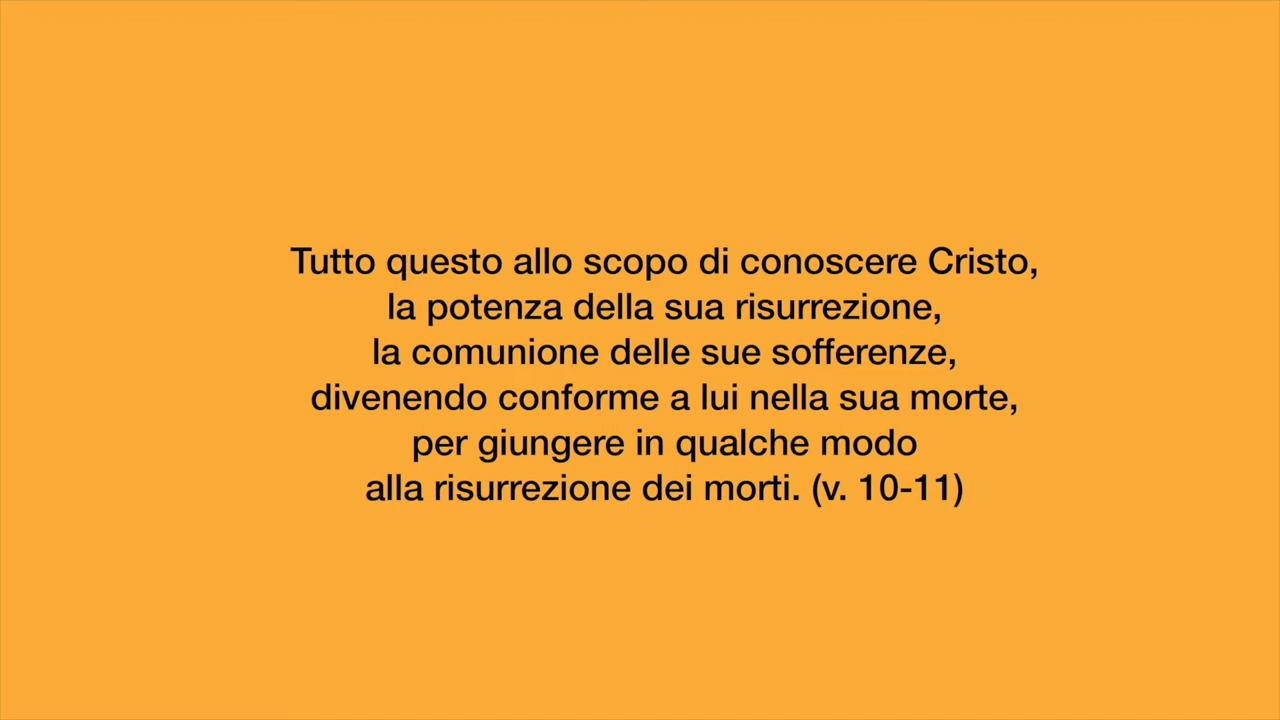 Tutto questo allo scopo di conoscere Cristo,
la potenza della sua risurrezione,
la comunione delle sue sofferenze,
divenendo conforme a lui nella sua morte,
per giungere in qualche modo
alla risurrezione dei morti. (v. 10-11)